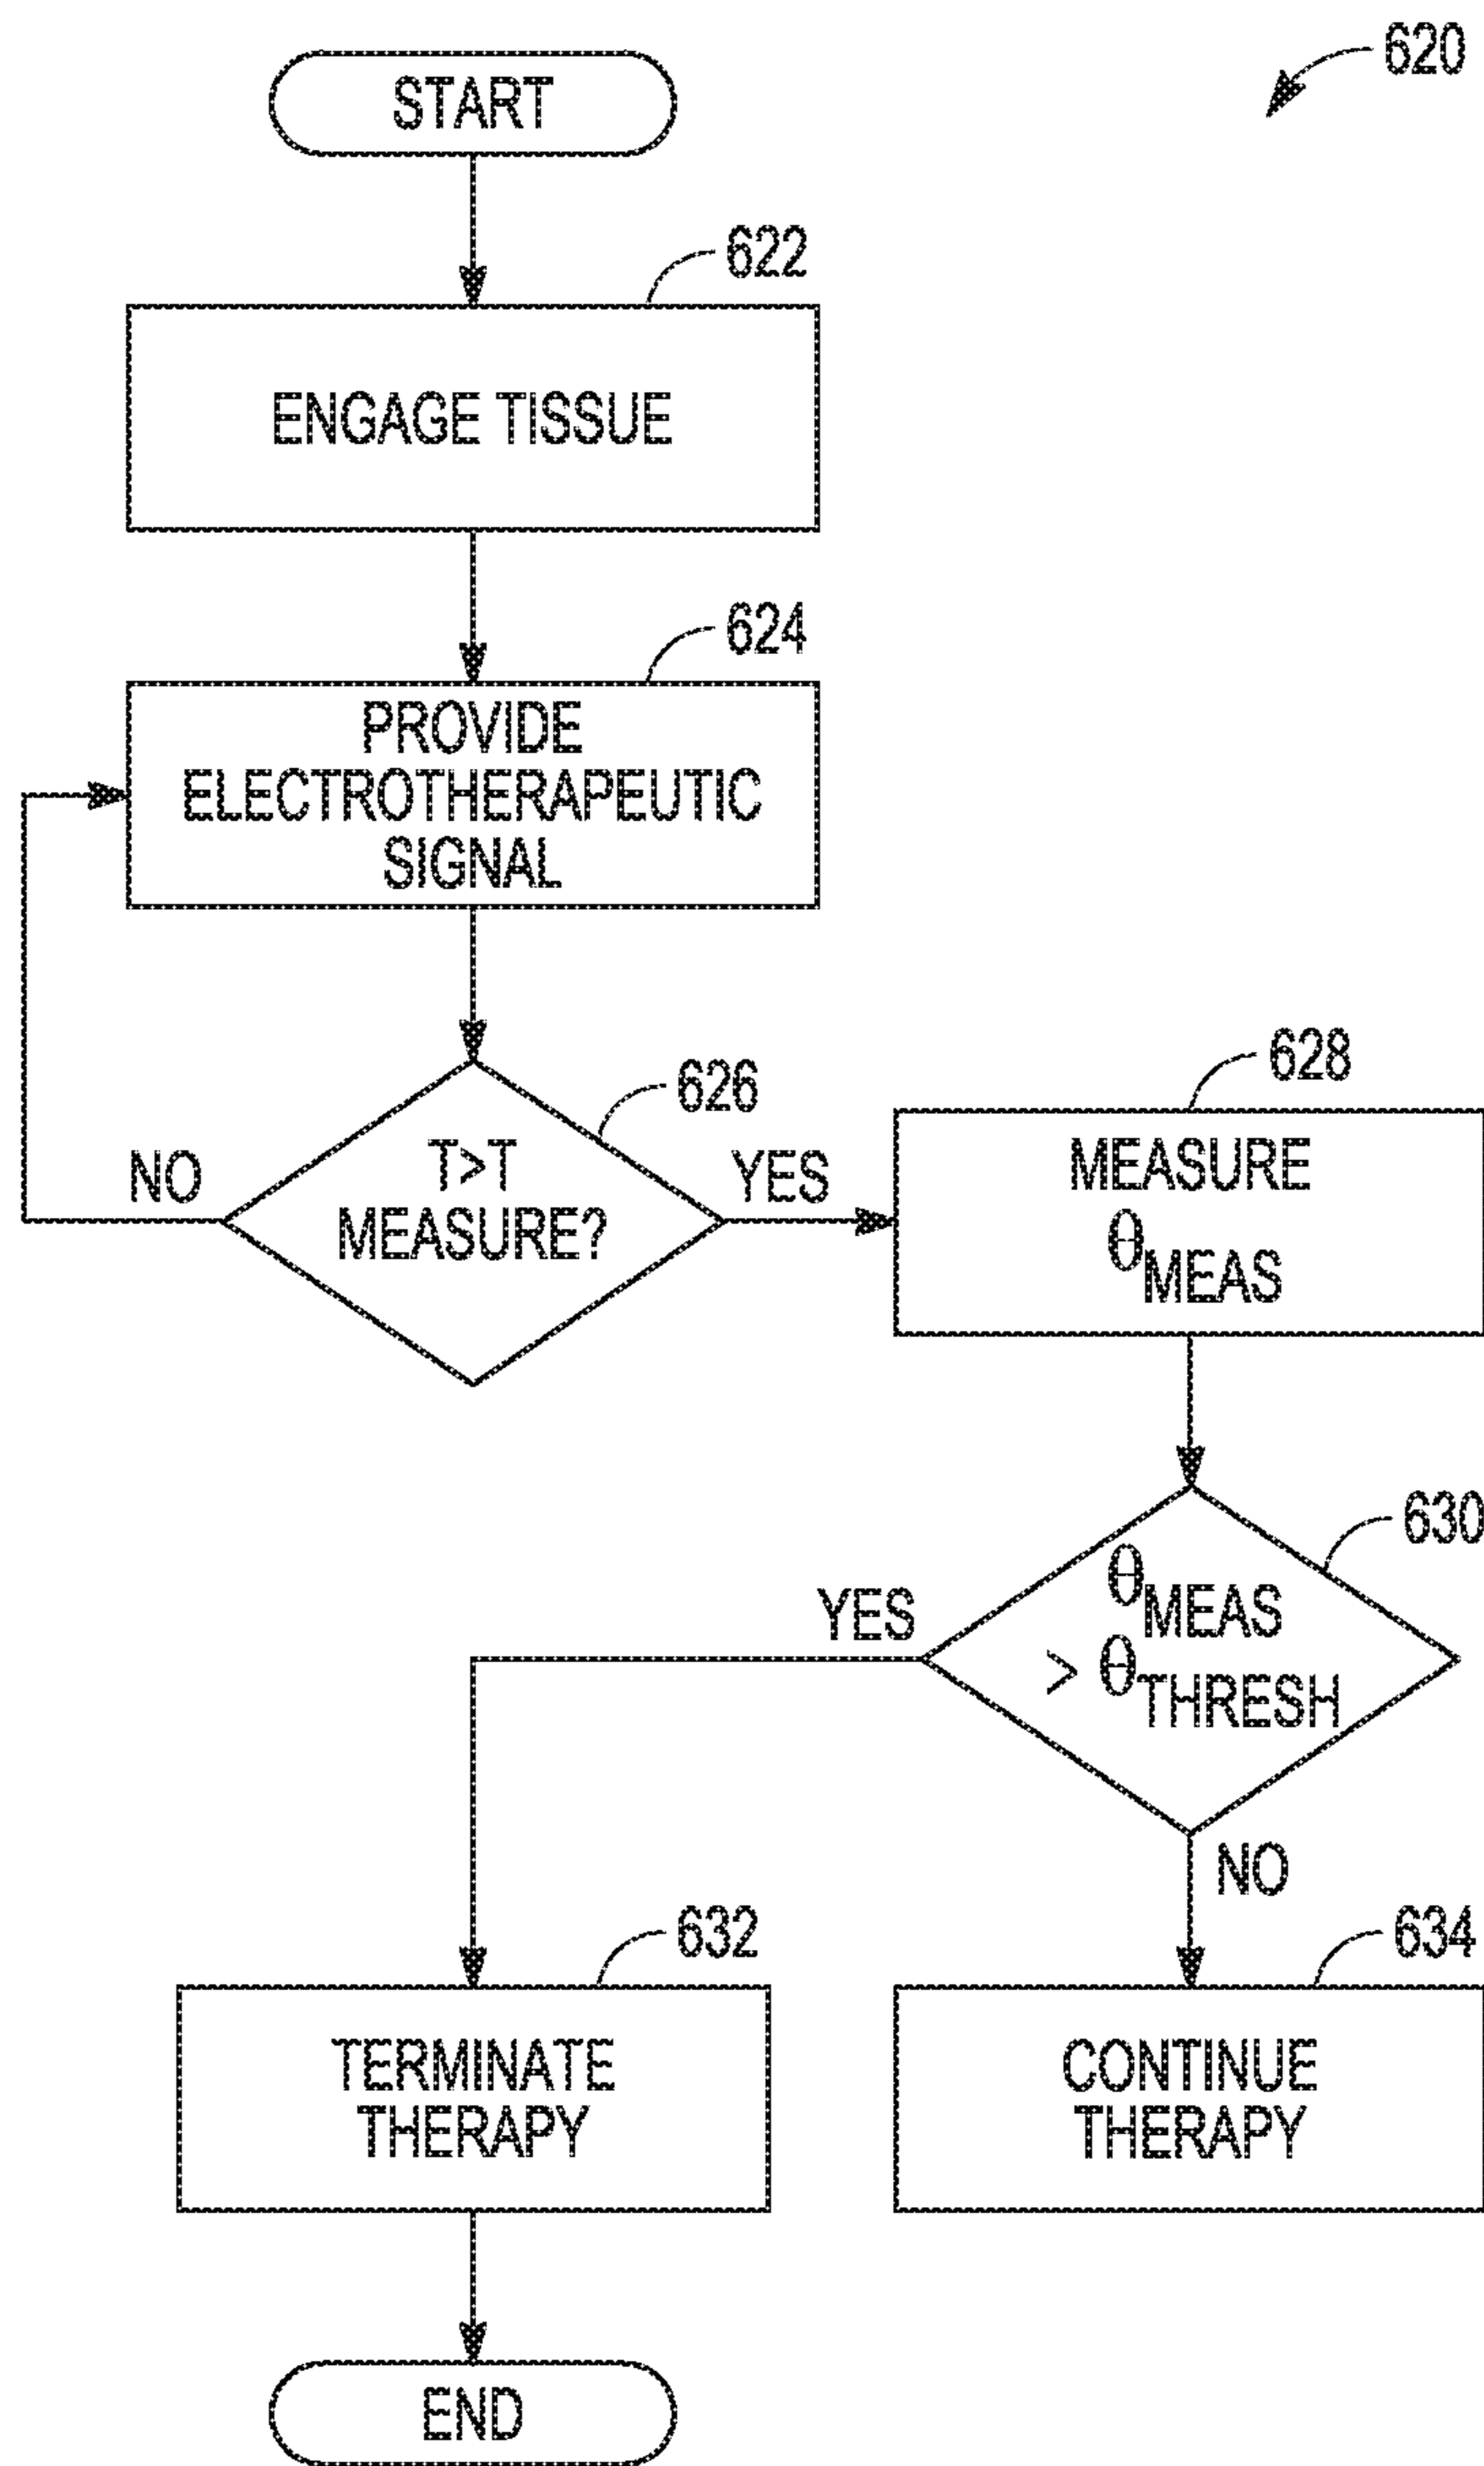 620
START
622
ENGAGE TISSUE
624
PROVIDE
ELECTROTHERAPEUTIC
SIGNAL
626
T>T
MEASURE?
NO
YES
628
MEASURE
θMEAS
630
θMEAS
> θTHRESH
YES
NO
632
TERMINATE
THERAPY
634
CONTINUE
THERAPY
END